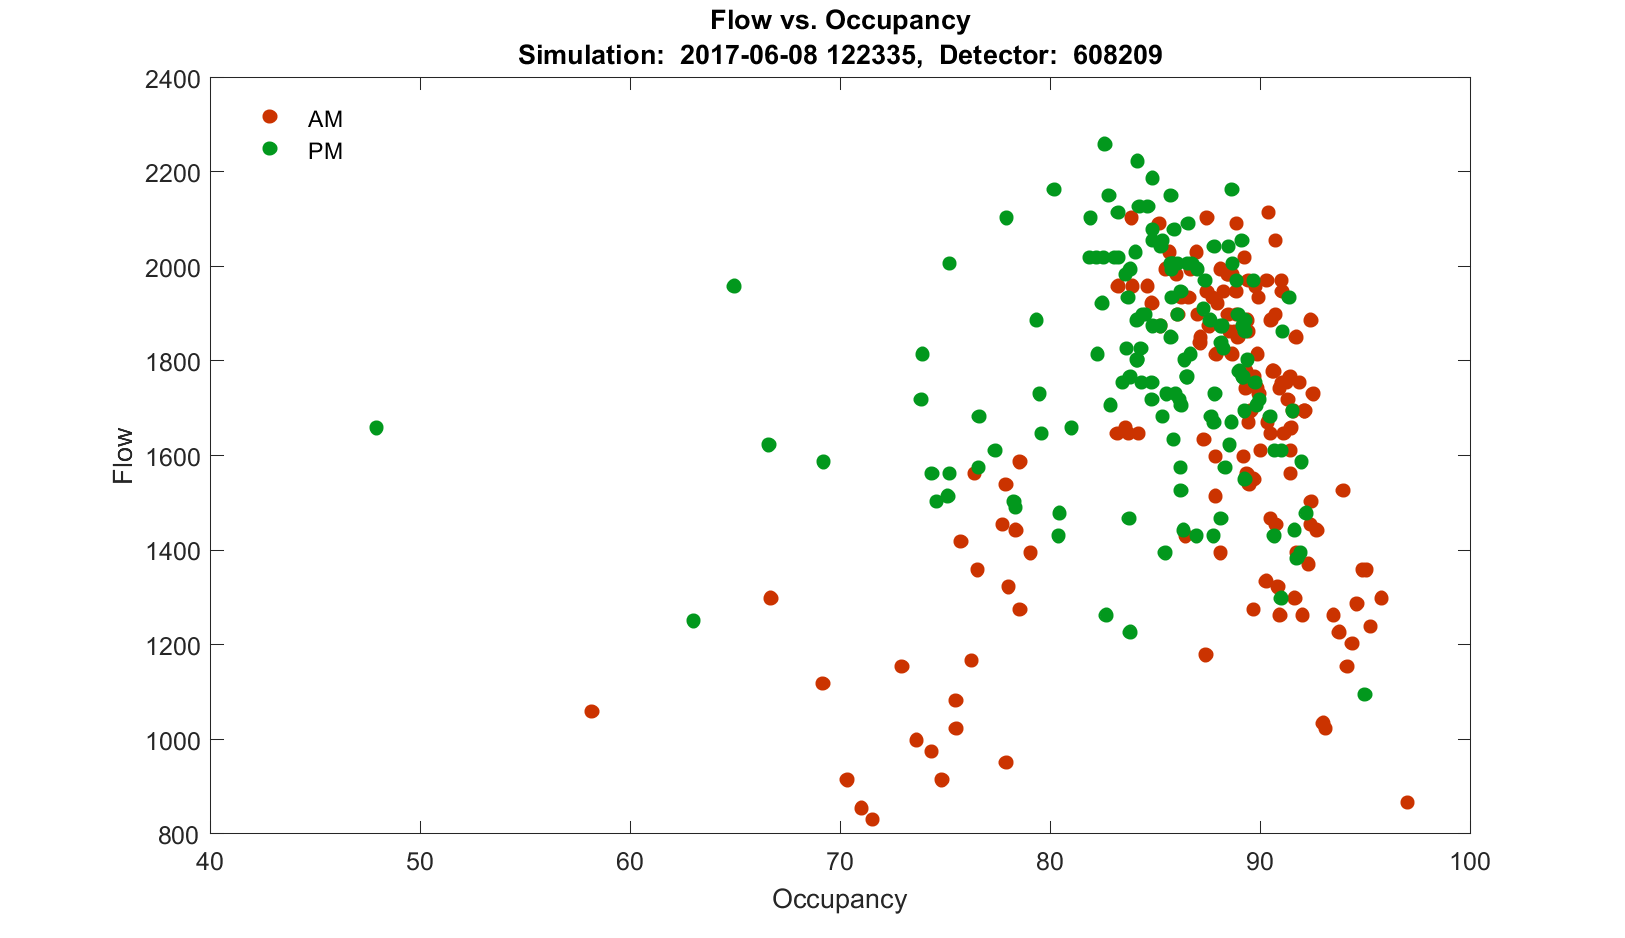 Flow vs. Occupancy
Simulation:  2017-06-08 122335,  Detector:  608209
2400
AM
PM
2200
2000
1800
1600
Flow
1400
1200
1000
800
40 50 60 70 80 90 100
Occupancy